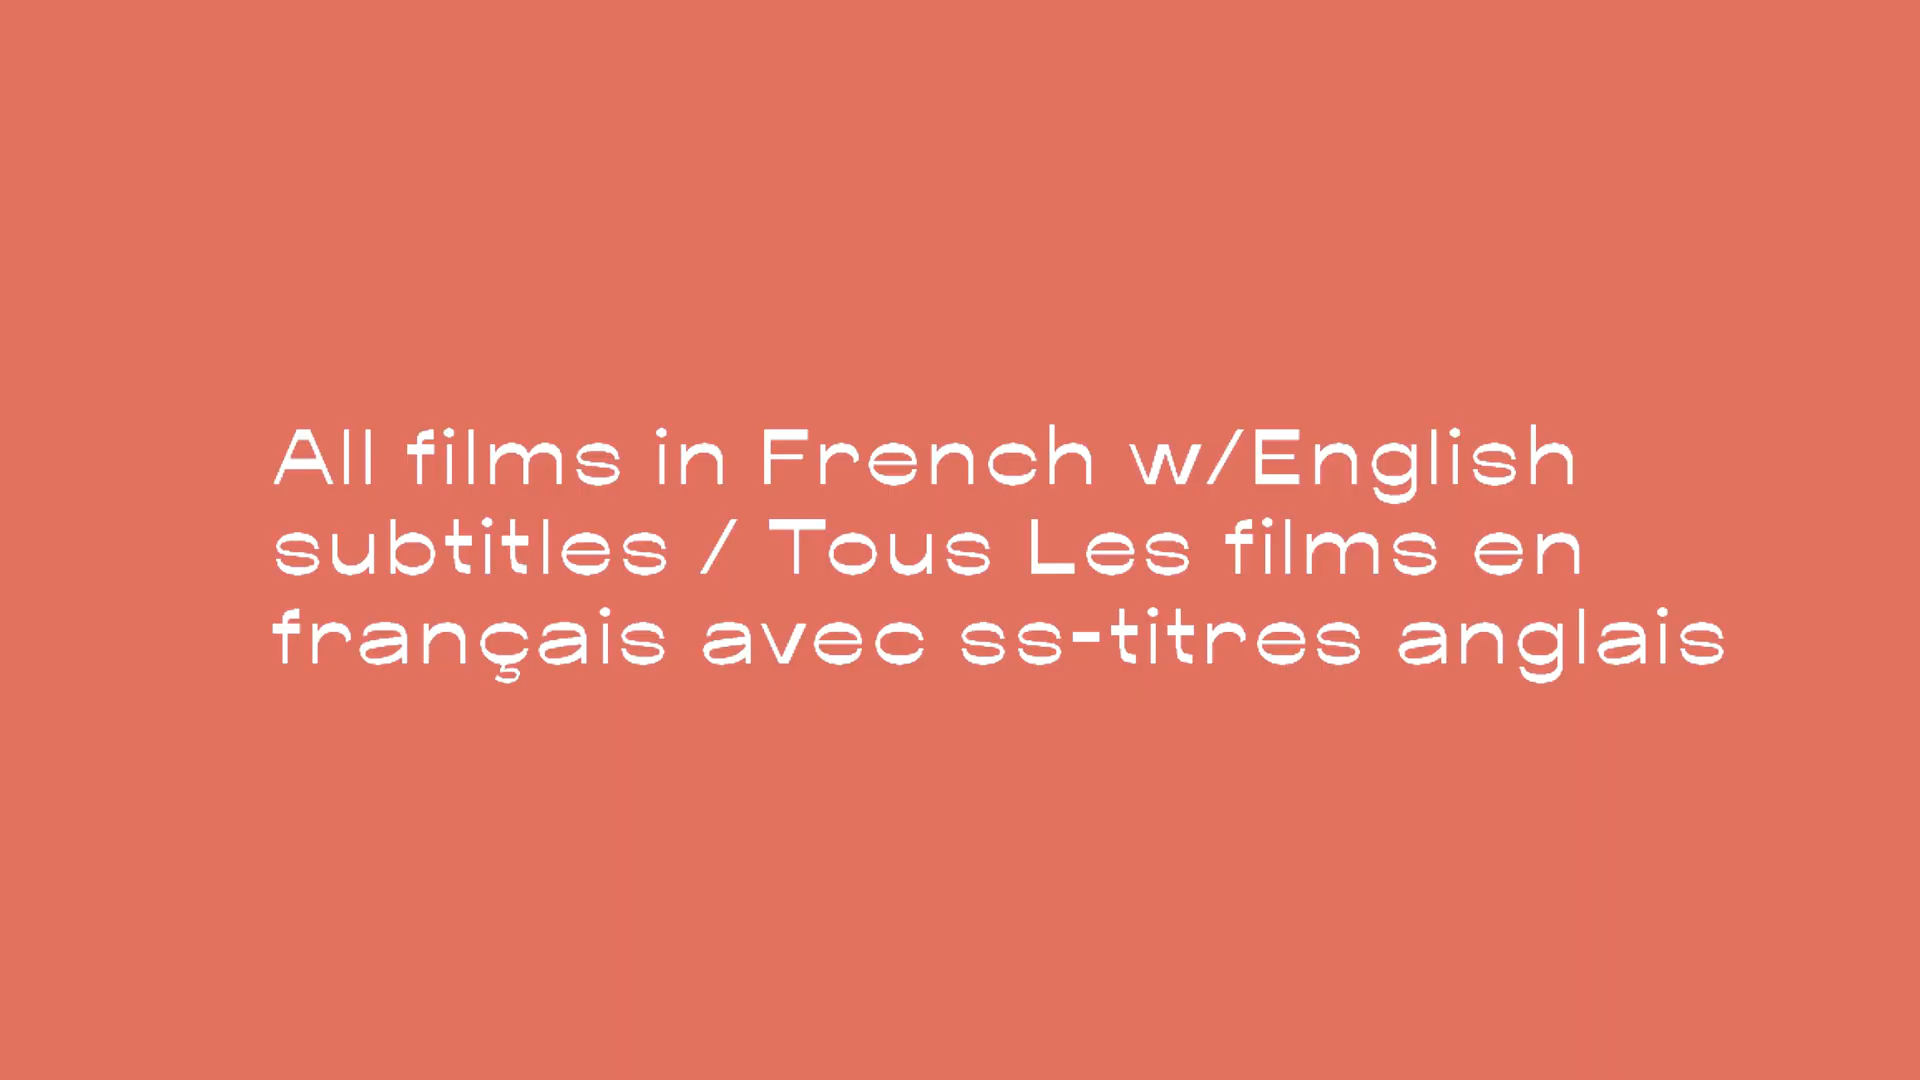 All films in French w/English
subtitles / Tous Les films en
français avec ss-titres anglais